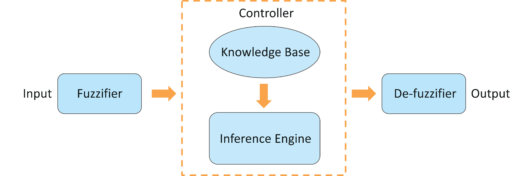 Controller
Knowledge Base
Input
Fuzzifier
De-fuzzifier
Output
Inference Engine